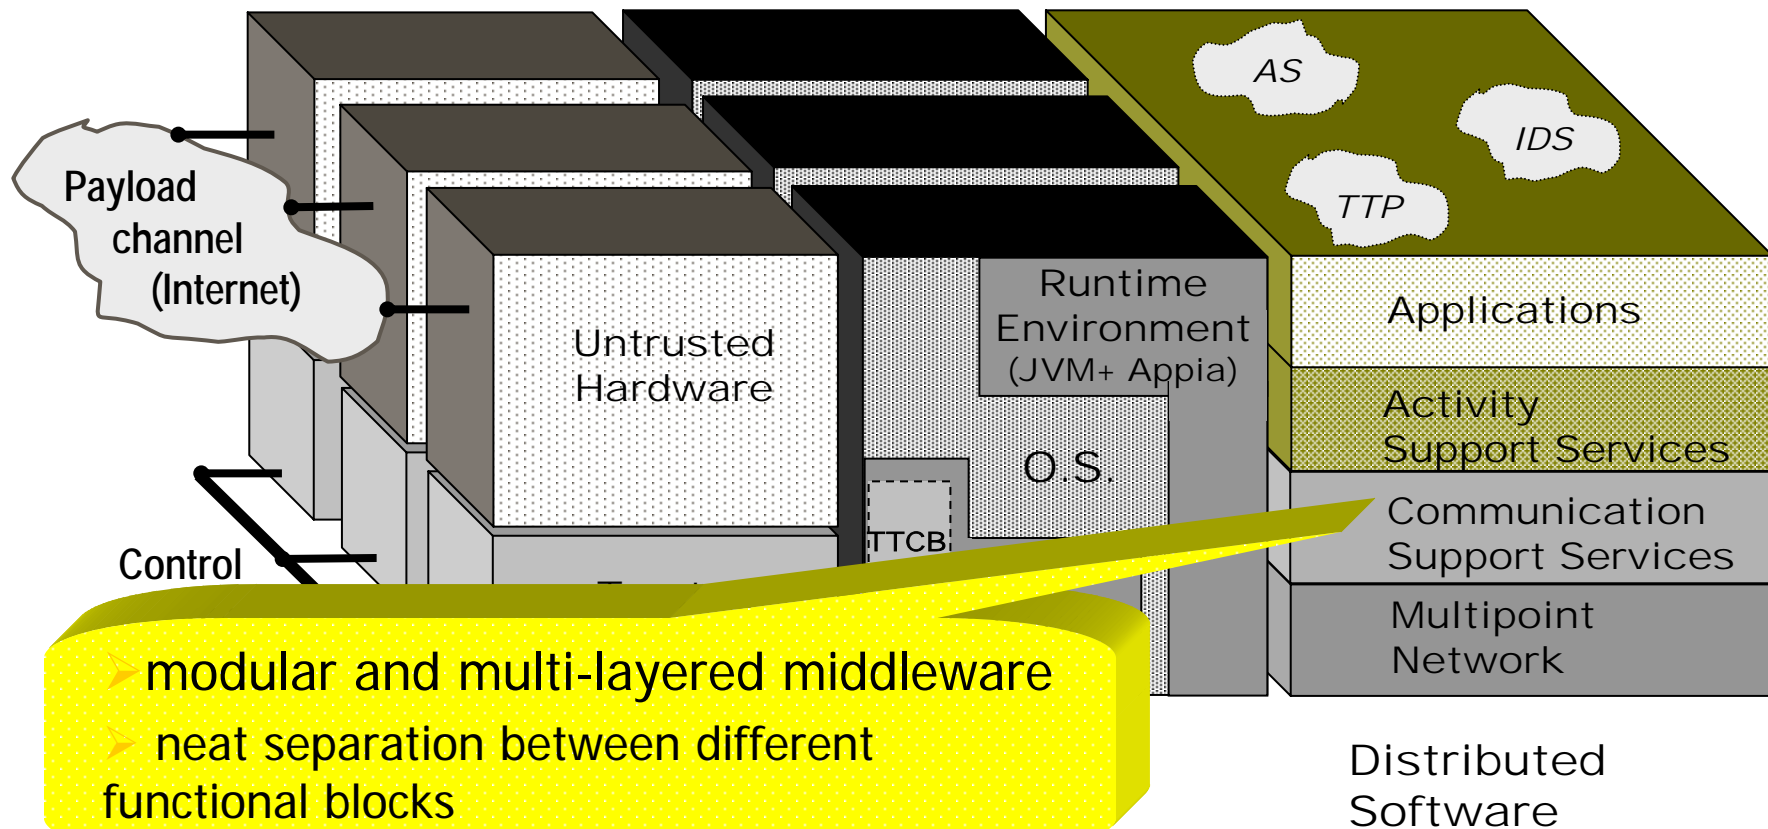 AS
IDS
TTP
Payload
channel
(Internet)
Untrusted
Hardware
Runtime
Environment
(JVM+ Appia)
O.S.
TTCB
Applications
Activity
Support Services
Communication
Support Services
Multipoint
Network
Control
➢modular and multi-layered middleware
➢ neat separation between different
functional blocks
Distributed
Software